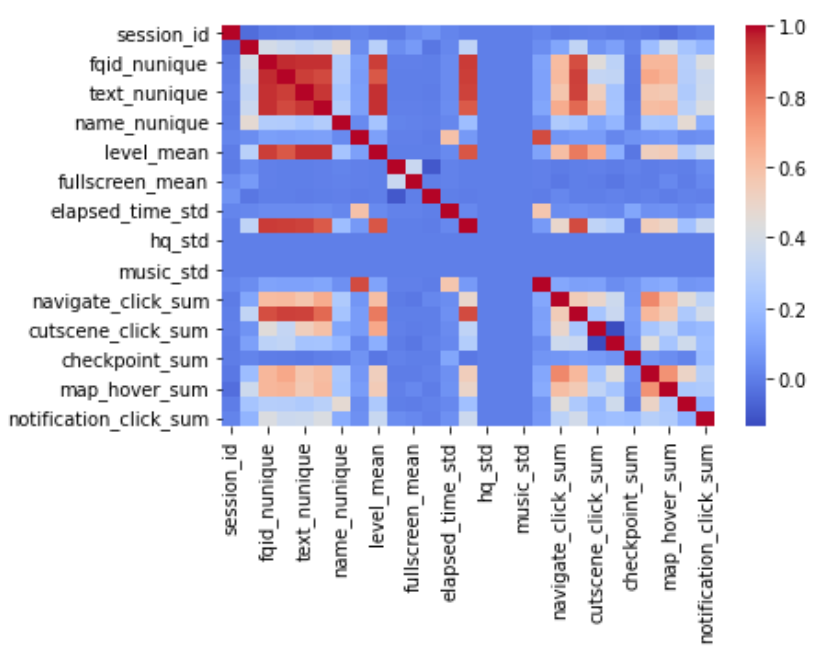 session_id
fqid_nunique
text_nunique
name_nunique
level_mean
fullscreen_mean
elapsed_time_std
hq_std
music_std
navigate_click_sum
cutscene_click_sum
checkpoint_sum
map_hover_sum
notification_click_sum
session_id
fqid_nunique
text_nunique
name_nunique
level_mean
fullscreen_mean
elapsed_time_std
hq_std
music_std
navigate_click_sum
cutscene_click_sum
checkpoint_sum
map_hover_sum
notification_click_sum
1.0
0.8
0.6
0.4
0.2
0.0